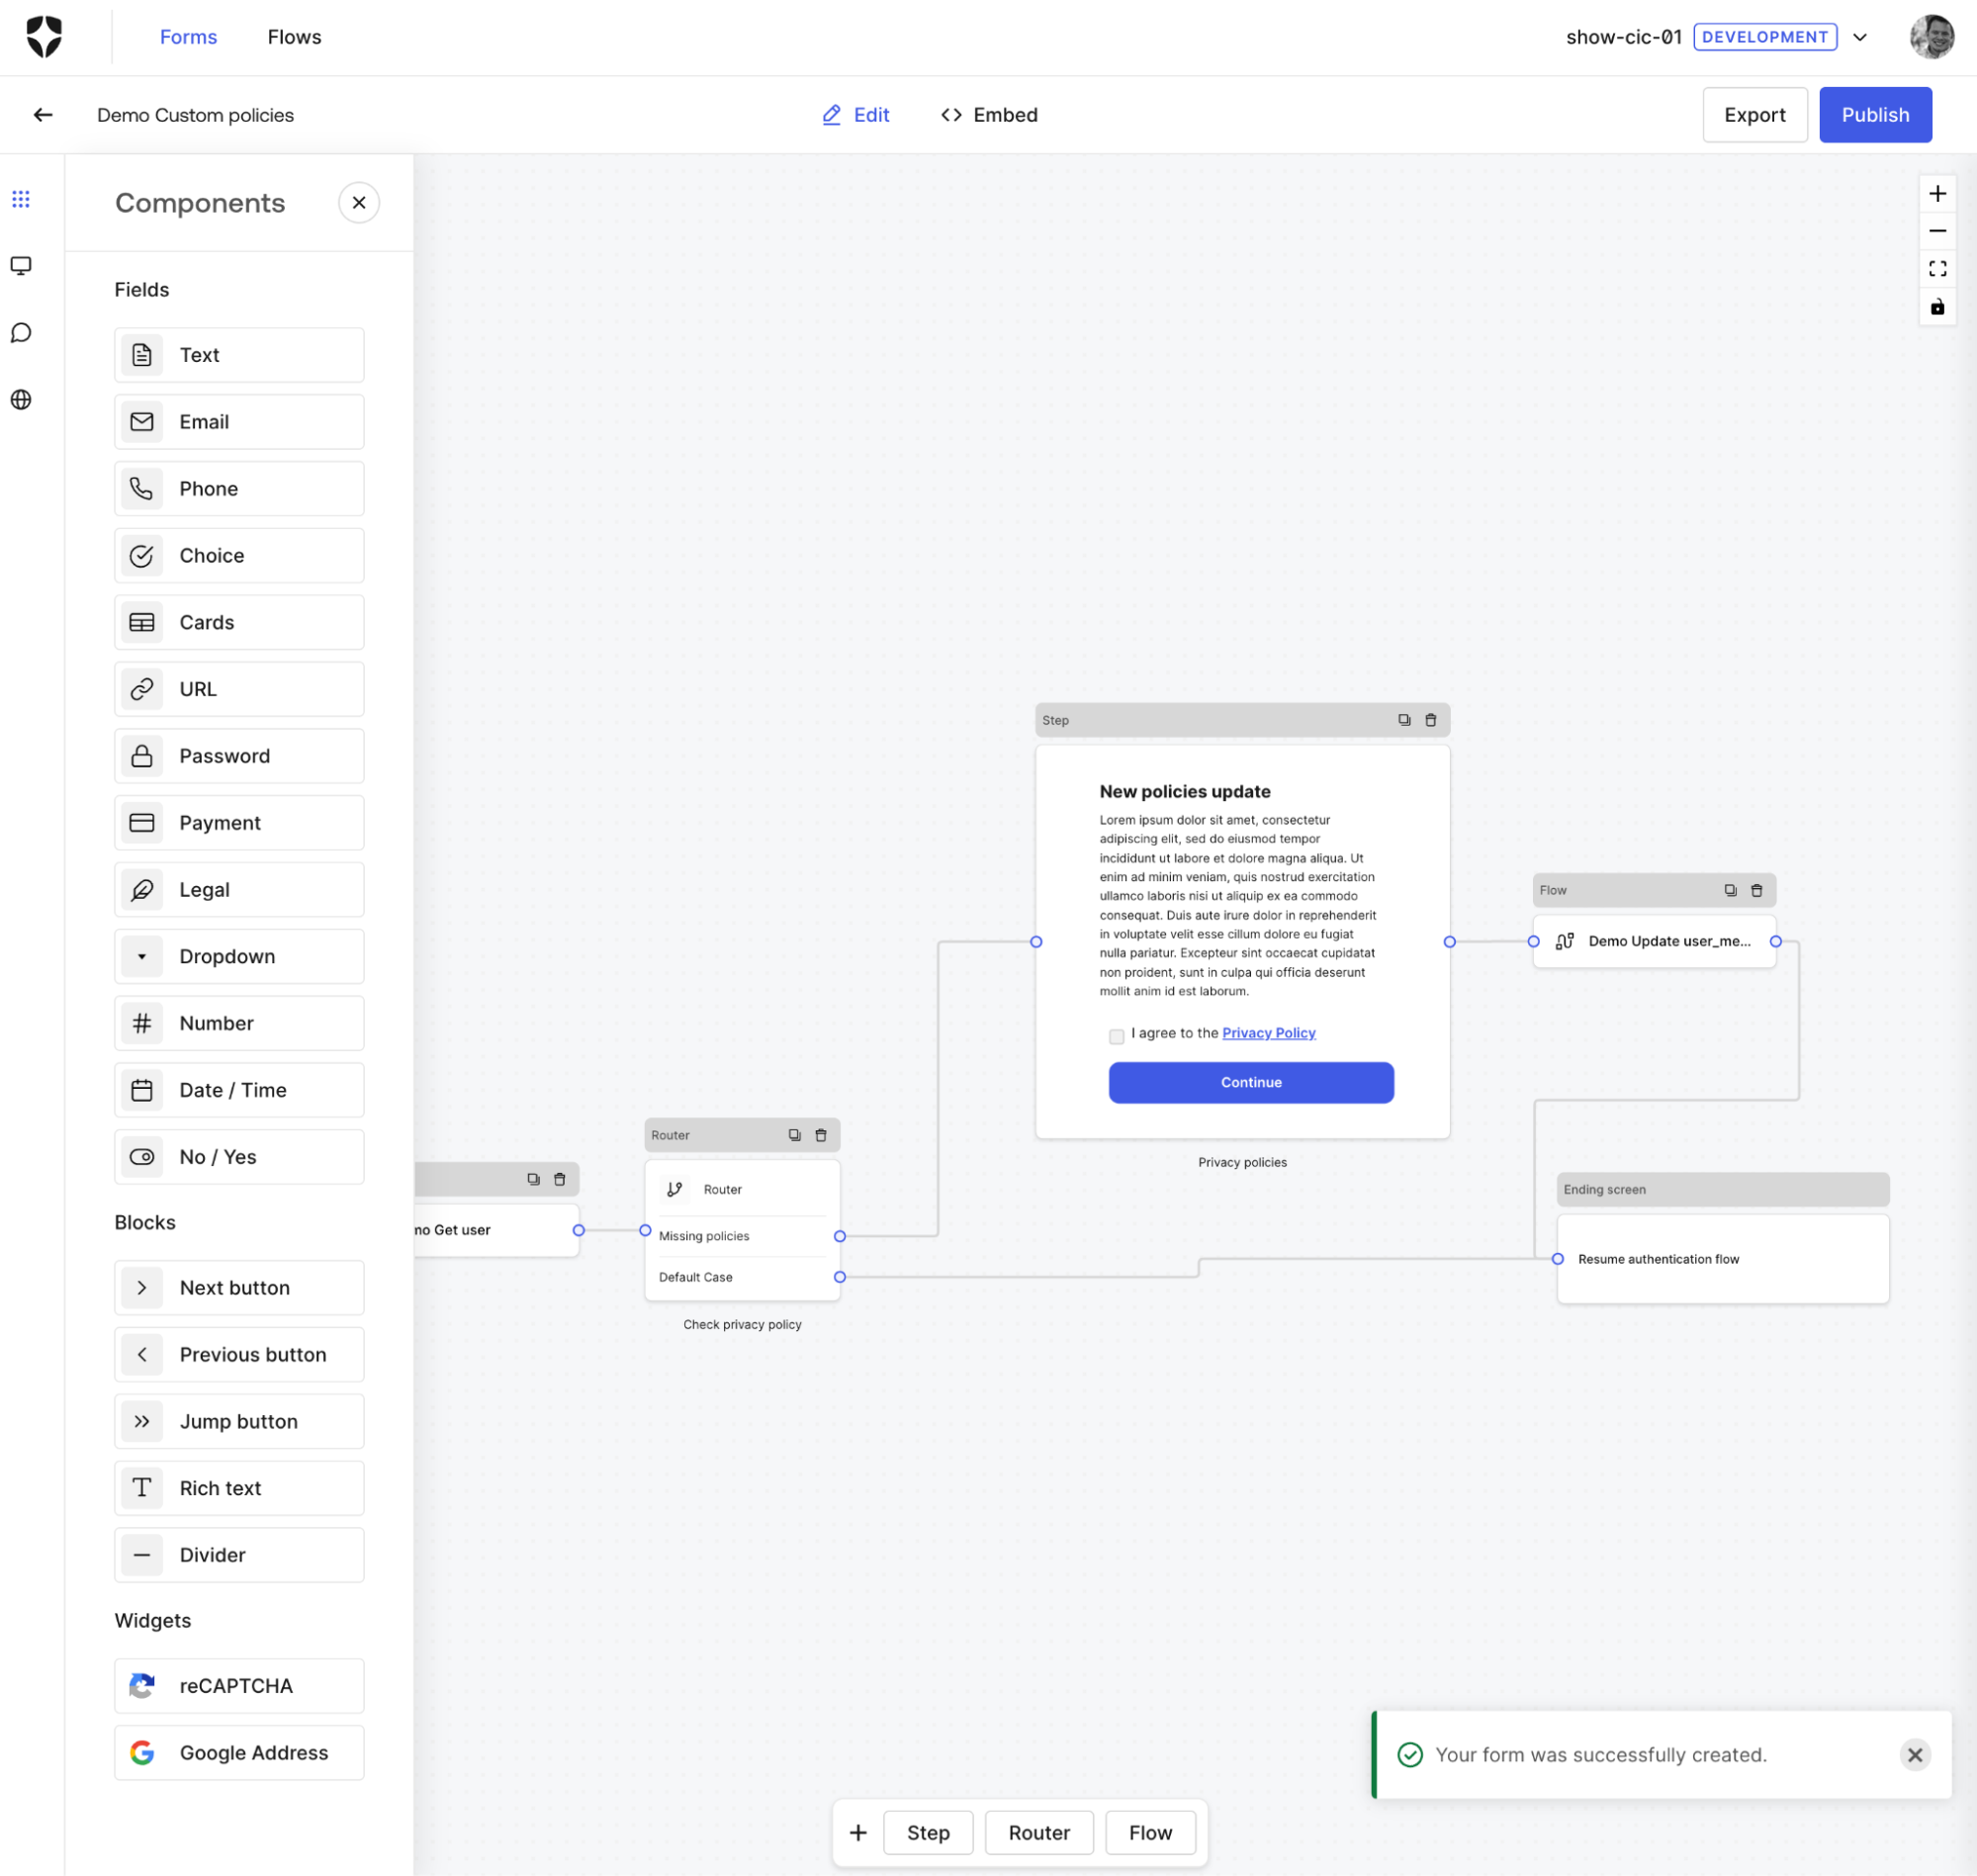 Forms
Flows
show-cic-01
DEVELOPMENT
Demo Custom policies
Edit
Embed
Export
Publish
Components
Fields
Text
Email
Phone
Choice
Cards
URL
Password
Payment
Legal
Dropdown
Number
Date / Time
No / Yes
Blocks
Next button
Previous button
Jump button
Rich text
Divider
Widgets
reCAPTCHA
Google Address
Get user
Router
Router
Missing policies
Default Case
Check privacy policy
Step
New policies update
Lorem ipsum dolor sit amet, consectetur
adipiscing elit, sed do eiusmod tempor
incididunt ut labore et dolore magna aliqua. Ut
enim ad minim veniam, quis nostrud exercitation
ullamco laboris nisi ut aliquip ex ea commodo
consequat. Duis aute irure dolor in reprehenderit
in voluptate velit esse cillum dolore eu fugiat
nulla pariatur. Excepteur sint occaecat cupidatat
non proident, sunt in culpa qui officia deserunt
mollit anim id est laborum.
I agree to the Privacy Policy
Continue
Privacy policies
Flow
Demo Update user_me...
Ending screen
Resume authentication flow
Your form was successfully created.
Step
Router
Flow